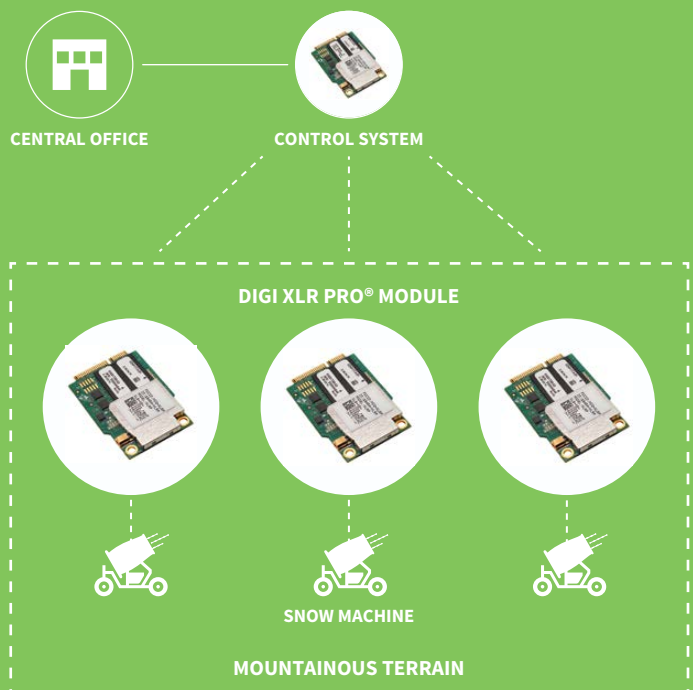 CENTRAL OFFICE
CONTROL SYSTEM
DIGI XLR PRO® MODULE
SNOW MACHINE
MOUNTAINOUS TERRAIN